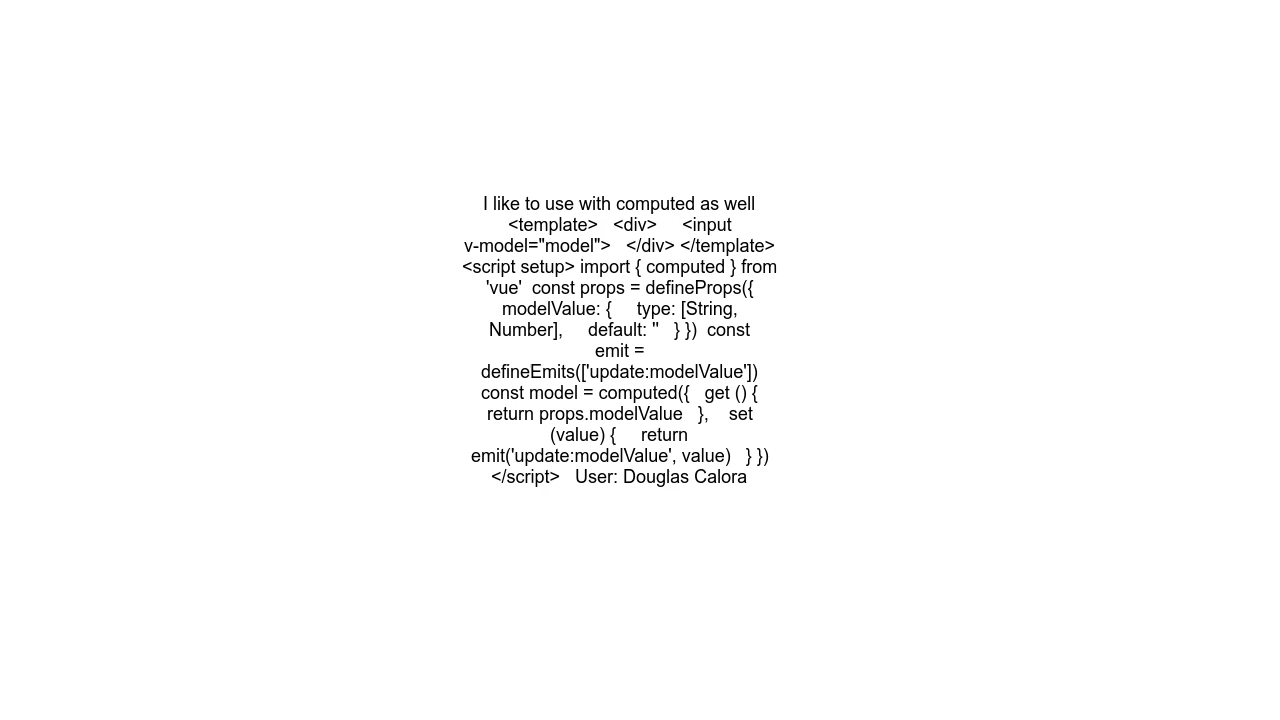 I like to use with computed as well
<template>   <div>     <input
v-model="model">   </div> </template>
<script setup> import { computed } from
'vue'  const props = defineProps({
modelValue: {     type: [String,
Number],     default: ''   } })  const
emit =
defineEmits(['update:modelValue'])
const model = computed({   get () {
return props.modelValue   },    set
(value) {     return
emit('update:modelValue', value)   } })
</script>   User: Douglas Calora